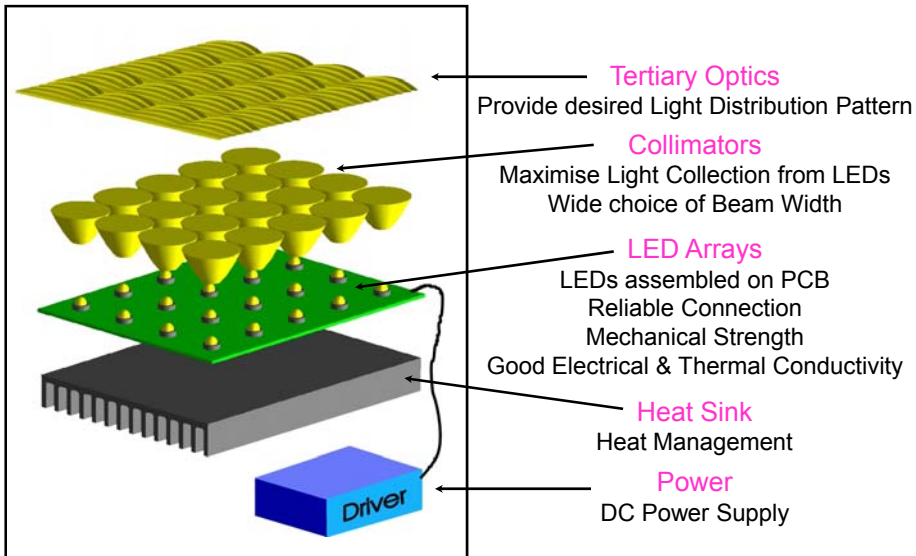 Tertiary Optics
Provide desired Light Distribution Pattern
Collimators
Maximise Light Collection from LEDs
Wide choice of Beam Width
LED Arrays
LEDs assembled on PCB
Reliable Connection
Mechanical Strength
Good Electrical & Thermal Conductivity
Heat Sink
Heat Management
Power
DC Power Supply
Driver